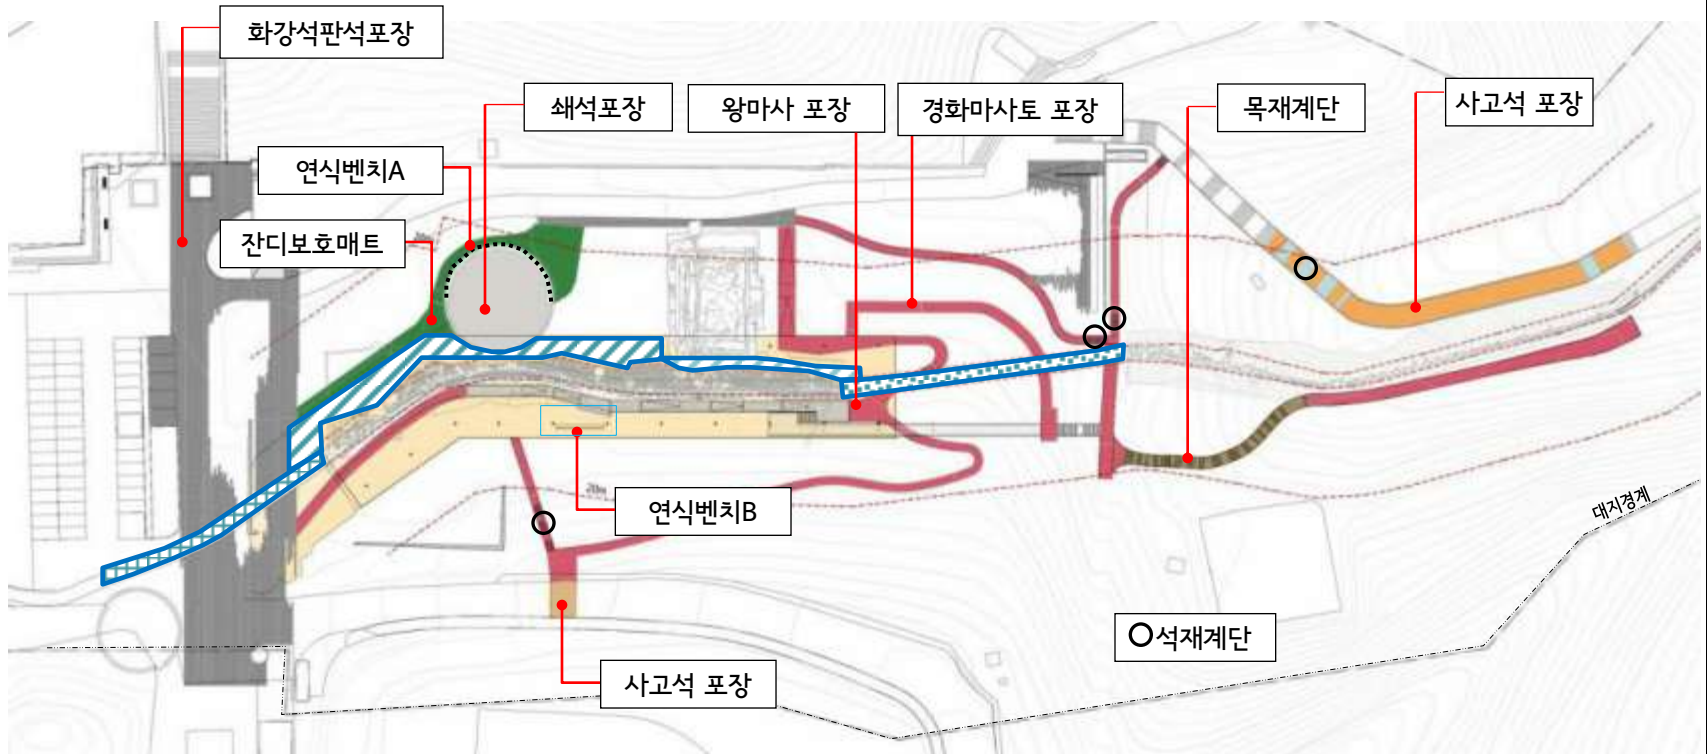 화강석판석포장
쇄석포장
왕마사 포장
경화마사토 포장
목재계단
사고석 포장
연식벤치A
잔디보호매트
연식벤치B
대지경계
석재계단
사고석 포장